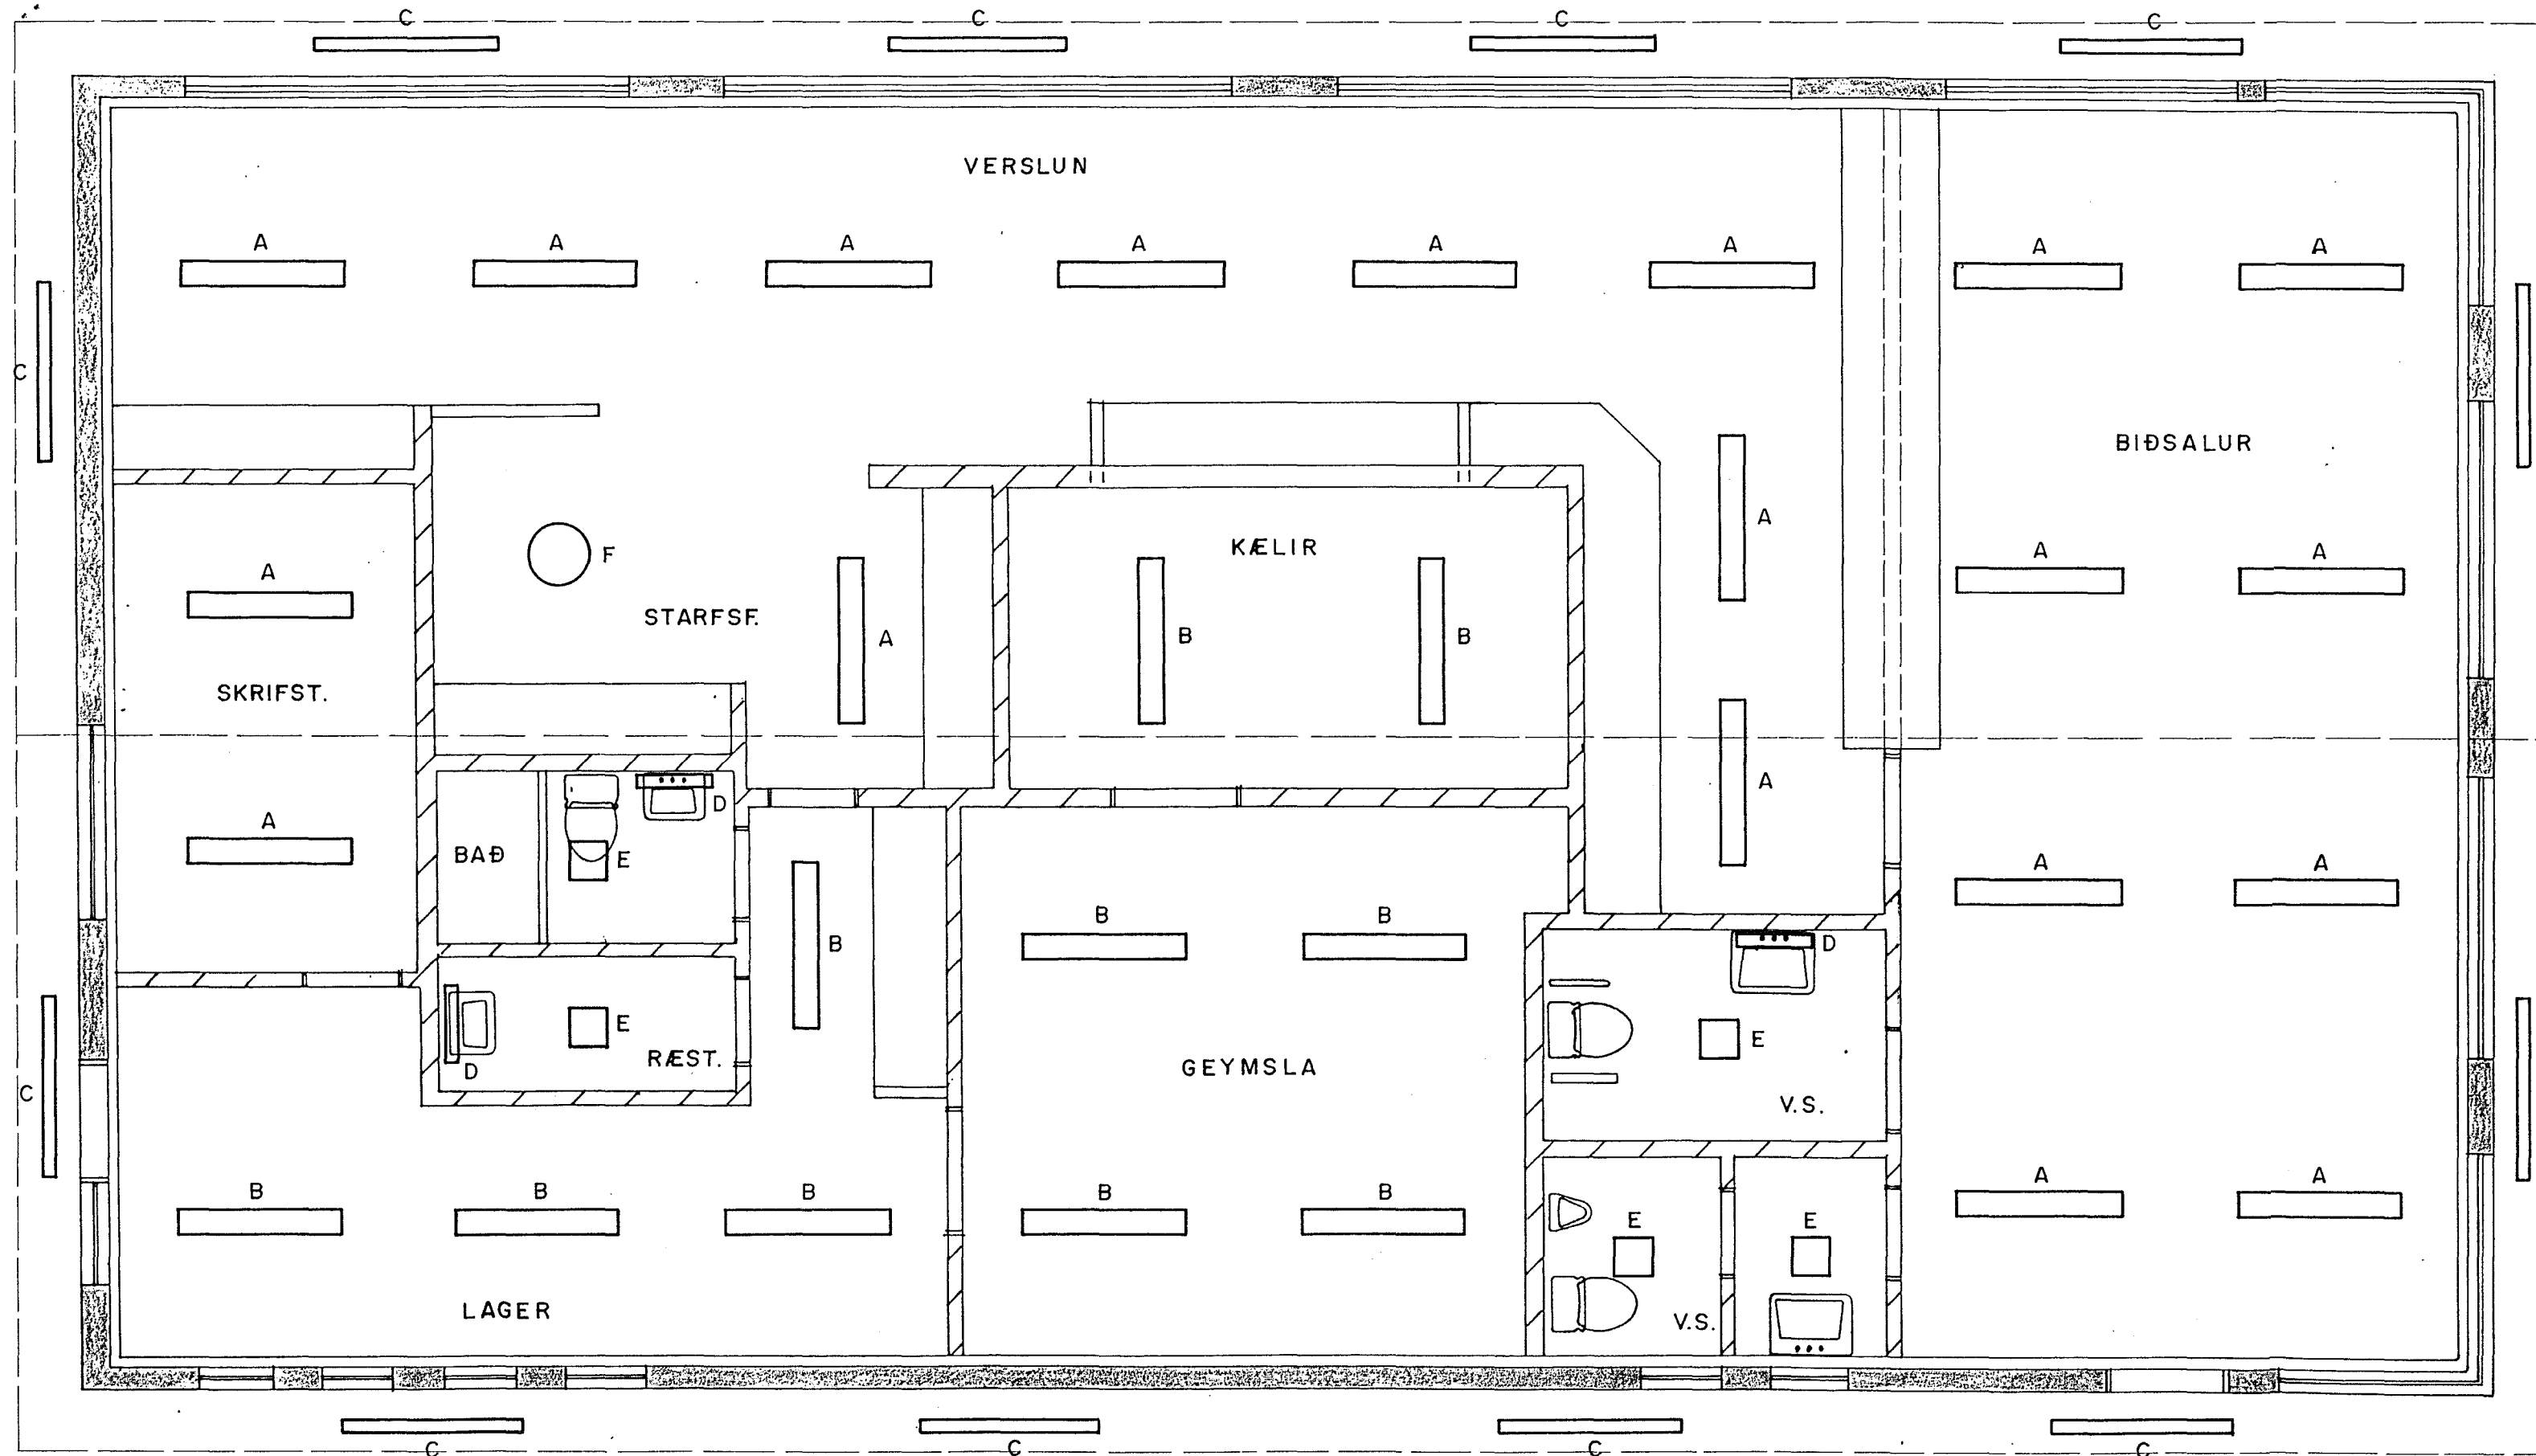 C C C C
VERSLUN
A A A A A A A A
C
BIÐSALUR
A
F
KÆLIR
A A
A
STARFSF.
A
B
B
SKRIFST.
A
D
A
BAÐ
E
A A
B
B B
D
E
E
D
RÆST.
E
GEYMSLA
C
V.S.
A A
B B B
B B
E E
LAGER
V.S.
C C C C